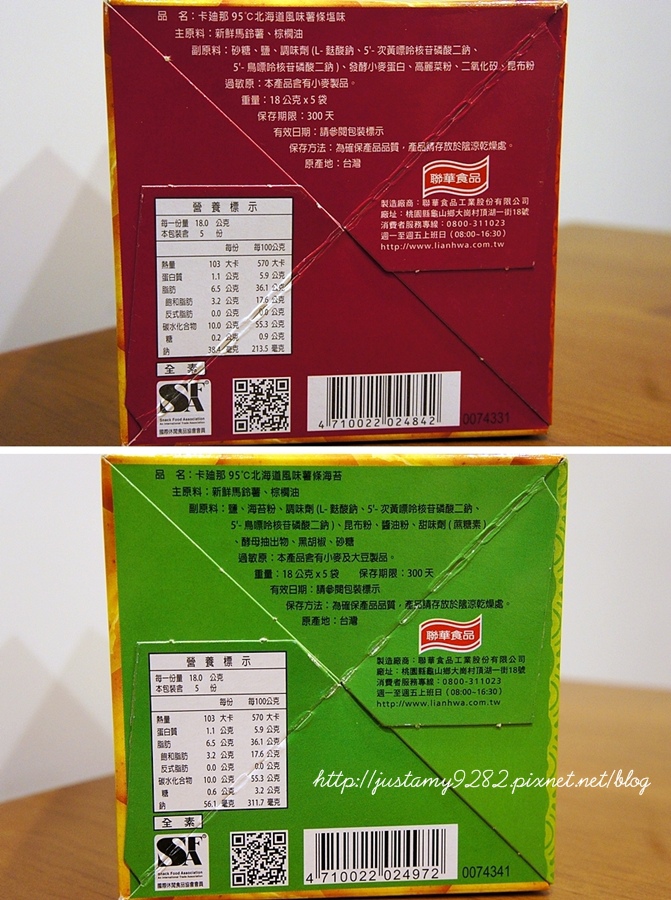 品　名：卡廸那 95℃北海道風味薯條塩味
主原料：新鮮馬鈴薯、棕櫚油
副原料：砂糖、鹽、調味劑 (L- 麩酸鈉、5'- 次黃嘌呤核苷磷酸二鈉、
5'- 鳥嘌呤核苷磷酸二鈉 )、發酵小麥蛋白、高麗菜粉、二氧化矽、昆布粉
過敏原：本產品含有小麥製品。
重量：18 公克 x 5 袋
保存期限：300 天
有效日期：請參閱包裝標示
保存方法：為確保產品品質，產品請存放於陰涼乾燥處。
原產地：台灣
聯華食品
製造廠商：聯華食品工業股份有限公司
廠址：桃園縣龜山鄉大崗村頂湖一街18號
消費者服務專線：0800-311023
週一至週五上班日 (08:00~16:30)
http://www.lianhwa.com.tw
營養標示
每一份量 18.0 公克
本包裝含 5 份
每份 每100公克
熱量 103 大卡 570 大卡
蛋白質 1.1 公克 5.9 公克
脂肪 6.5 公克 36.1 公克
飽和脂肪 3.2 公克 17.6 公克
反式脂肪 0.0 公克 0.0 公克
碳水化合物 10.0 公克 55.3 公克
糖 0.2 公克 0.9 公克
鈉 38.4 毫克 213.5 毫克
全素
SFA
Snack Food Association
An International Trade Association
國際休閒食品協會會員
4 710022 024842
0074331
品　名：卡廸那 95℃北海道風味薯條海苔
主原料：新鮮馬鈴薯、棕櫚油
副原料：鹽、海苔粉、調味劑 (L- 麩酸鈉、5'- 次黃嘌呤核苷磷酸二鈉、
5'- 鳥嘌呤核苷磷酸二鈉 )、昆布粉、醬油粉、甜味劑 ( 蔗糖素 )
、酵母抽出物、黑胡椒、砂糖
過敏原：本產品含有小麥及大豆製品。
重量：18 公克 x 5 袋　保存期限：300 天
有效日期：請參閱包裝標示
保存方法：為確保產品品質，產品請存放於陰涼乾燥處。
原產地：台灣
聯華食品
製造廠商：聯華食品工業股份有限公司
廠址：桃園縣龜山鄉大崗村頂湖一街18號
消費者服務專線：0800-311023
週一至週五上班日 (08:00~16:30)
http://www.lianhwa.com.tw
營養標示
每一份量 18.0 公克
本包裝含 5 份
每份 每100公克
熱量 103 大卡 570 大卡
蛋白質 1.1 公克 5.9 公克
脂肪 6.5 公克 36.1 公克
飽和脂肪 3.2 公克 17.6 公克
反式脂肪 0.0 公克 0.0 公克
碳水化合物 10.0 公克 55.3 公克
糖 0.6 公克 3.2 公克
鈉 56.1 毫克 311.7 毫克
http://justamy9282.pixnet.net/blog
全素
SFA
Snack Food Association
An International Trade Association
國際休閒食品協會會員
4 710022 024972
0074341